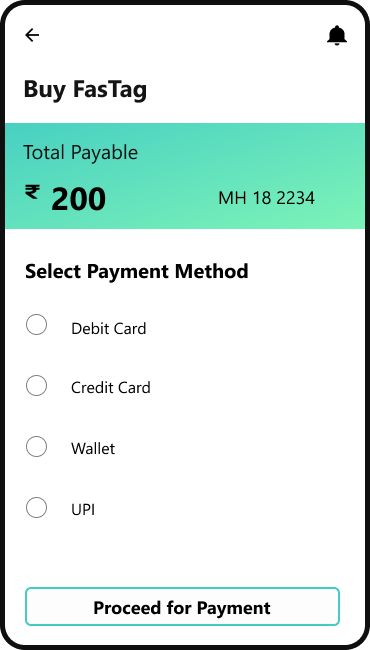 Buy FasTag
Total Payable
₹ 200
MH 18 2234
Select Payment Method
Debit Card
Credit Card
Wallet
UPI
Proceed for Payment